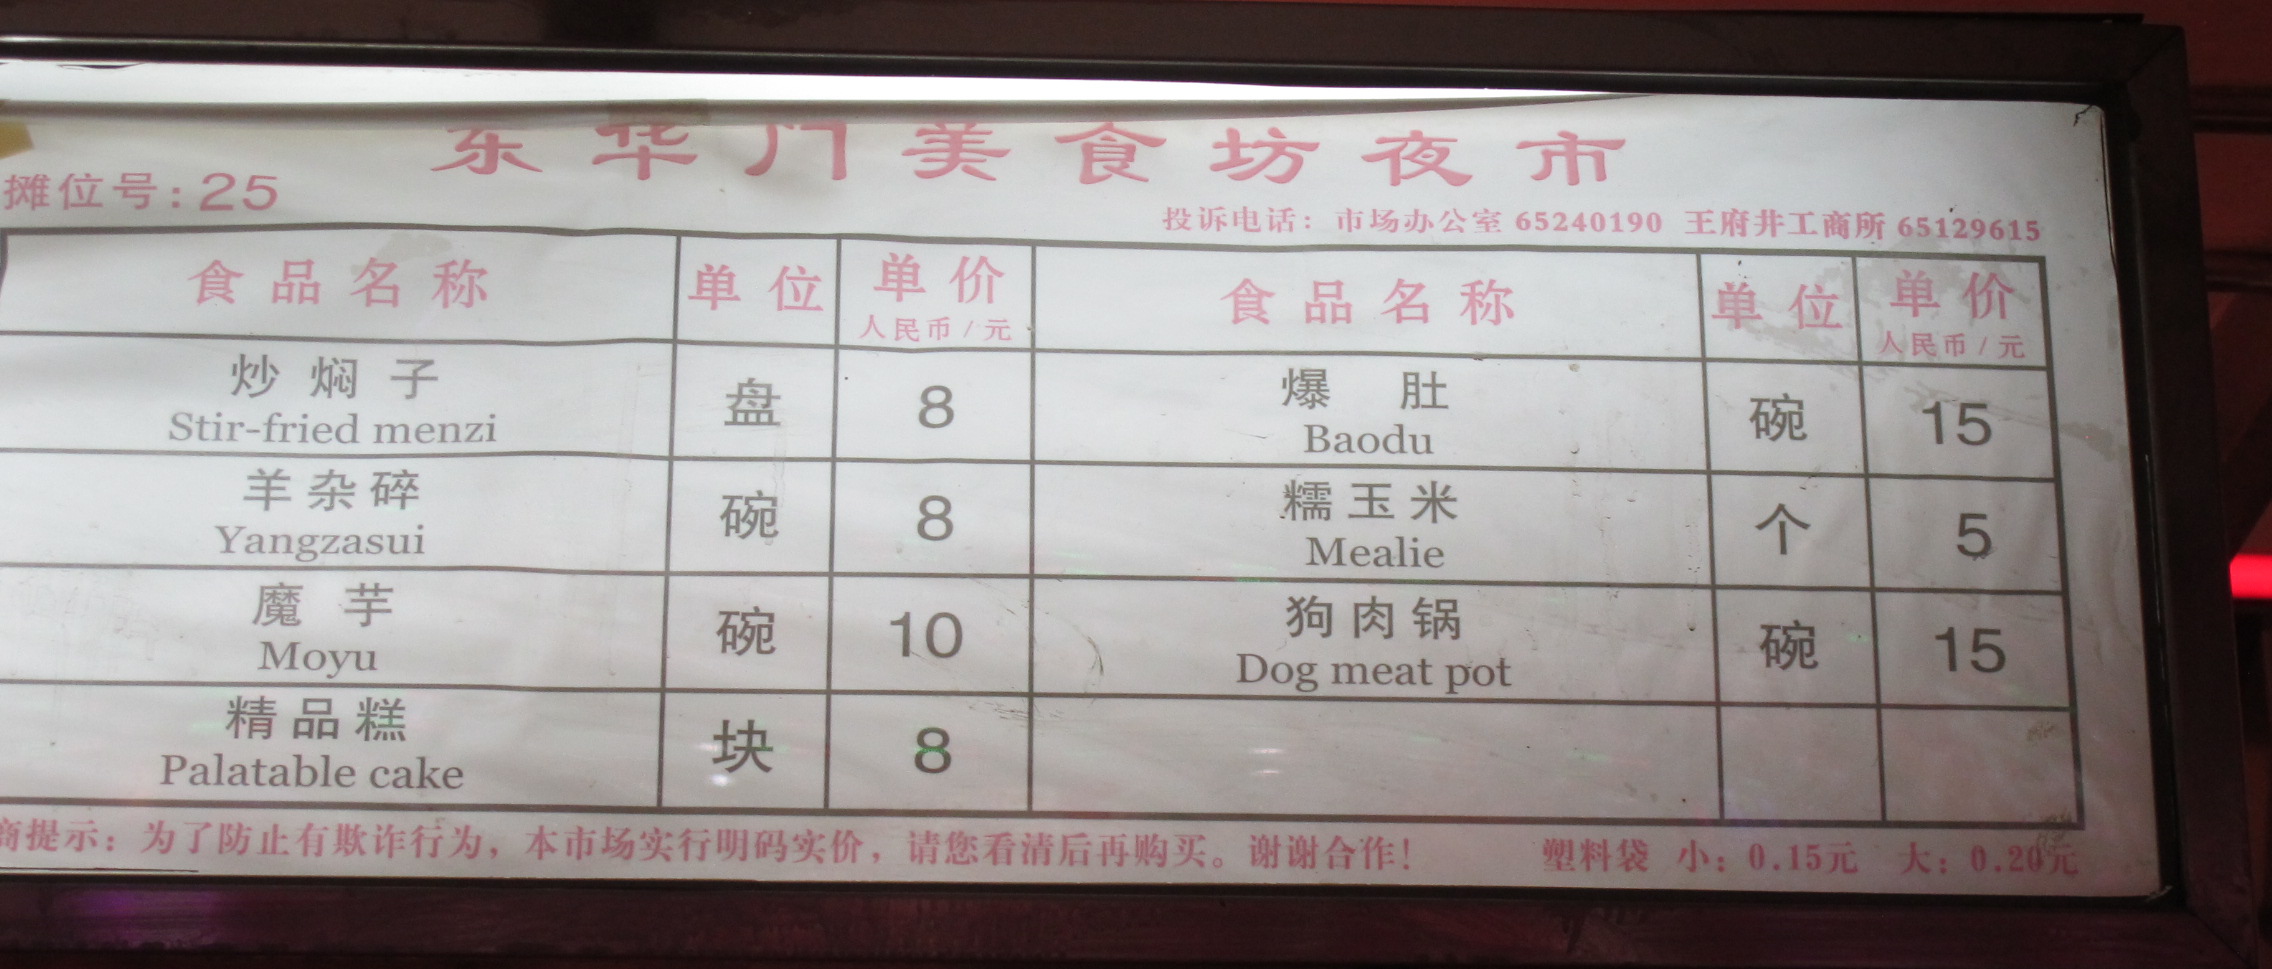 东华门美食坊夜市
摊位号:25
投诉电话: 市场办公室 65240190 王府井工商所 65129615
食品名称 单位 单价 食品名称 单位 单价
人民币/元 人民币/元
炒焖子 盘 8 爆肚 碗 15
Stir-fried menzi Baodu
羊杂碎 碗 8 糯玉米 个 5
Yangzasui Mealie
魔芋 碗 10 狗肉锅 碗 15
Moyu Dog meat pot
精品糕 块 8
Palatable cake
商提示: 为了防止有欺诈行为, 本市场实行明码实价, 请您看清后再购买。谢谢合作! 塑料袋 小: 0.15元 大: 0.20元